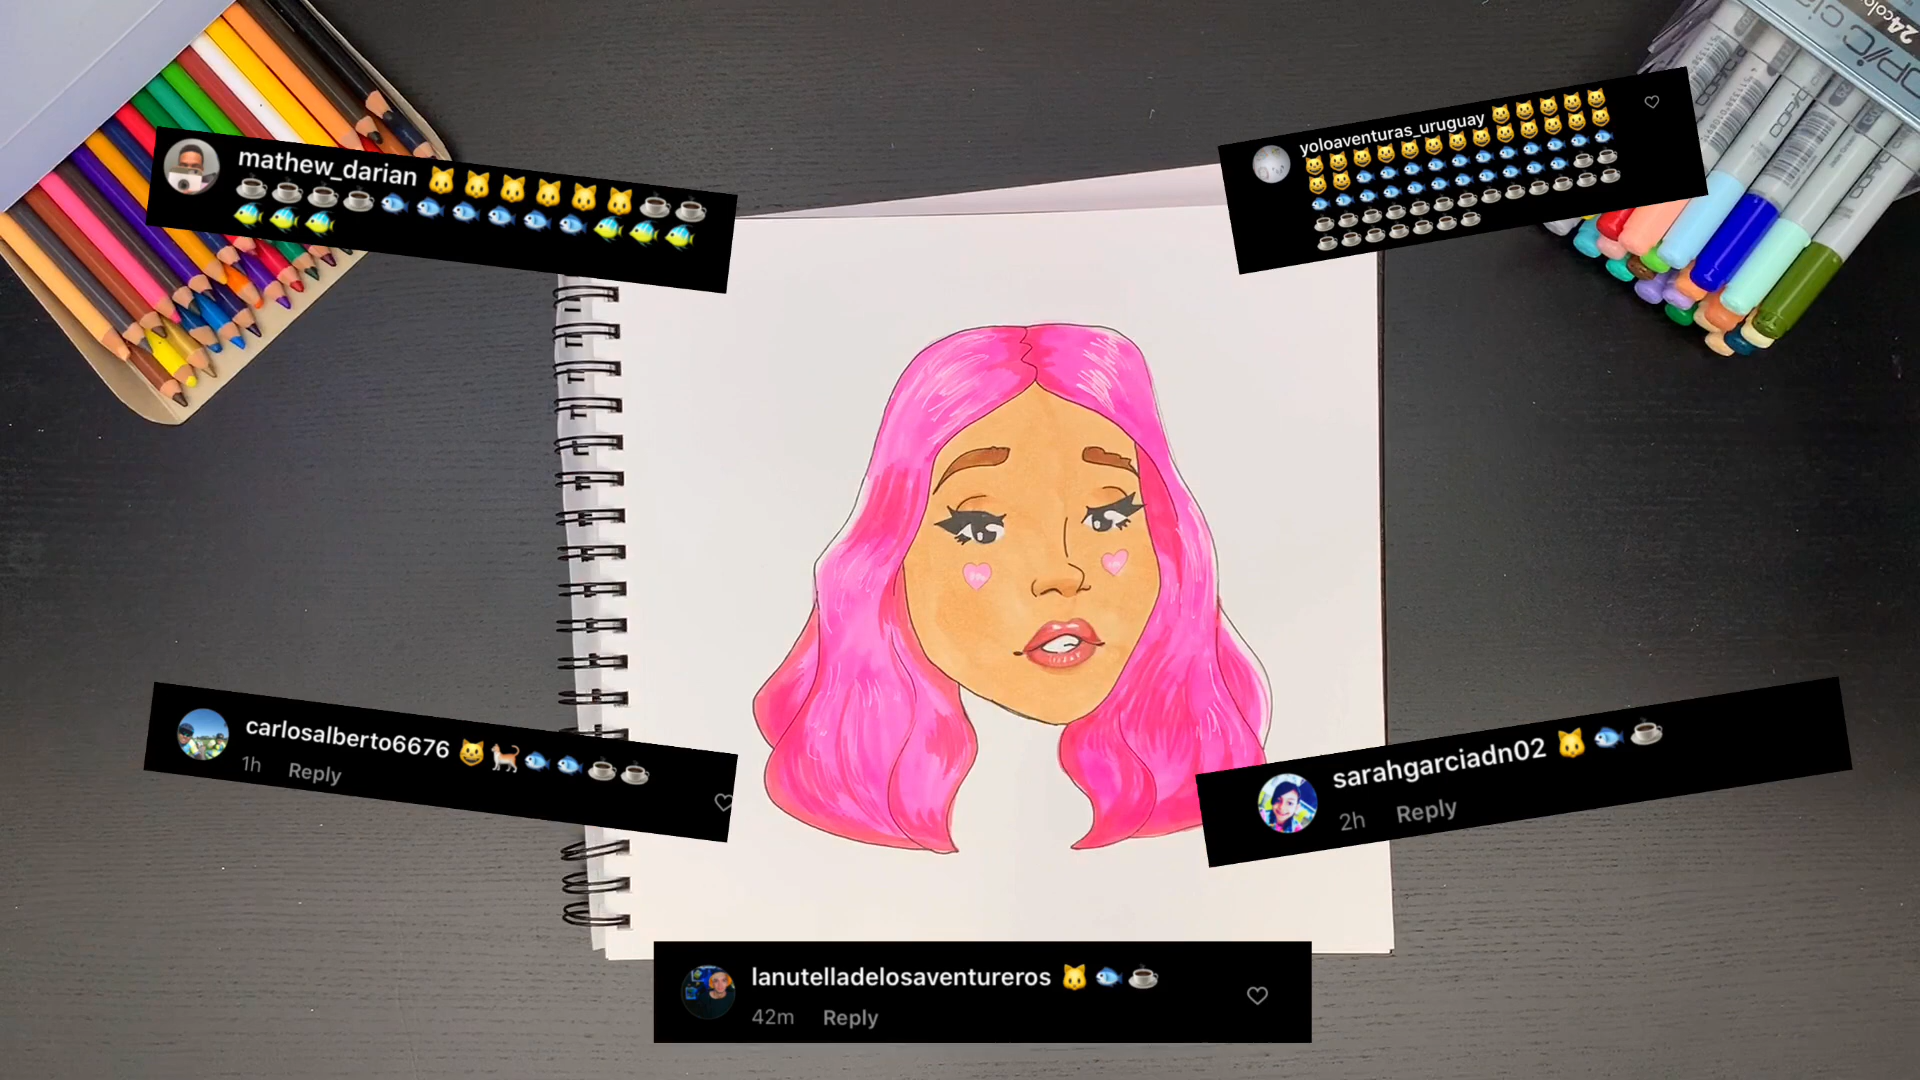 mathew_darian
yoloaventuras_uruguay
carlosalberto6676
1h Reply
sarahgarciadn02
2h Reply
lanutelladelosaventureros
42m Reply